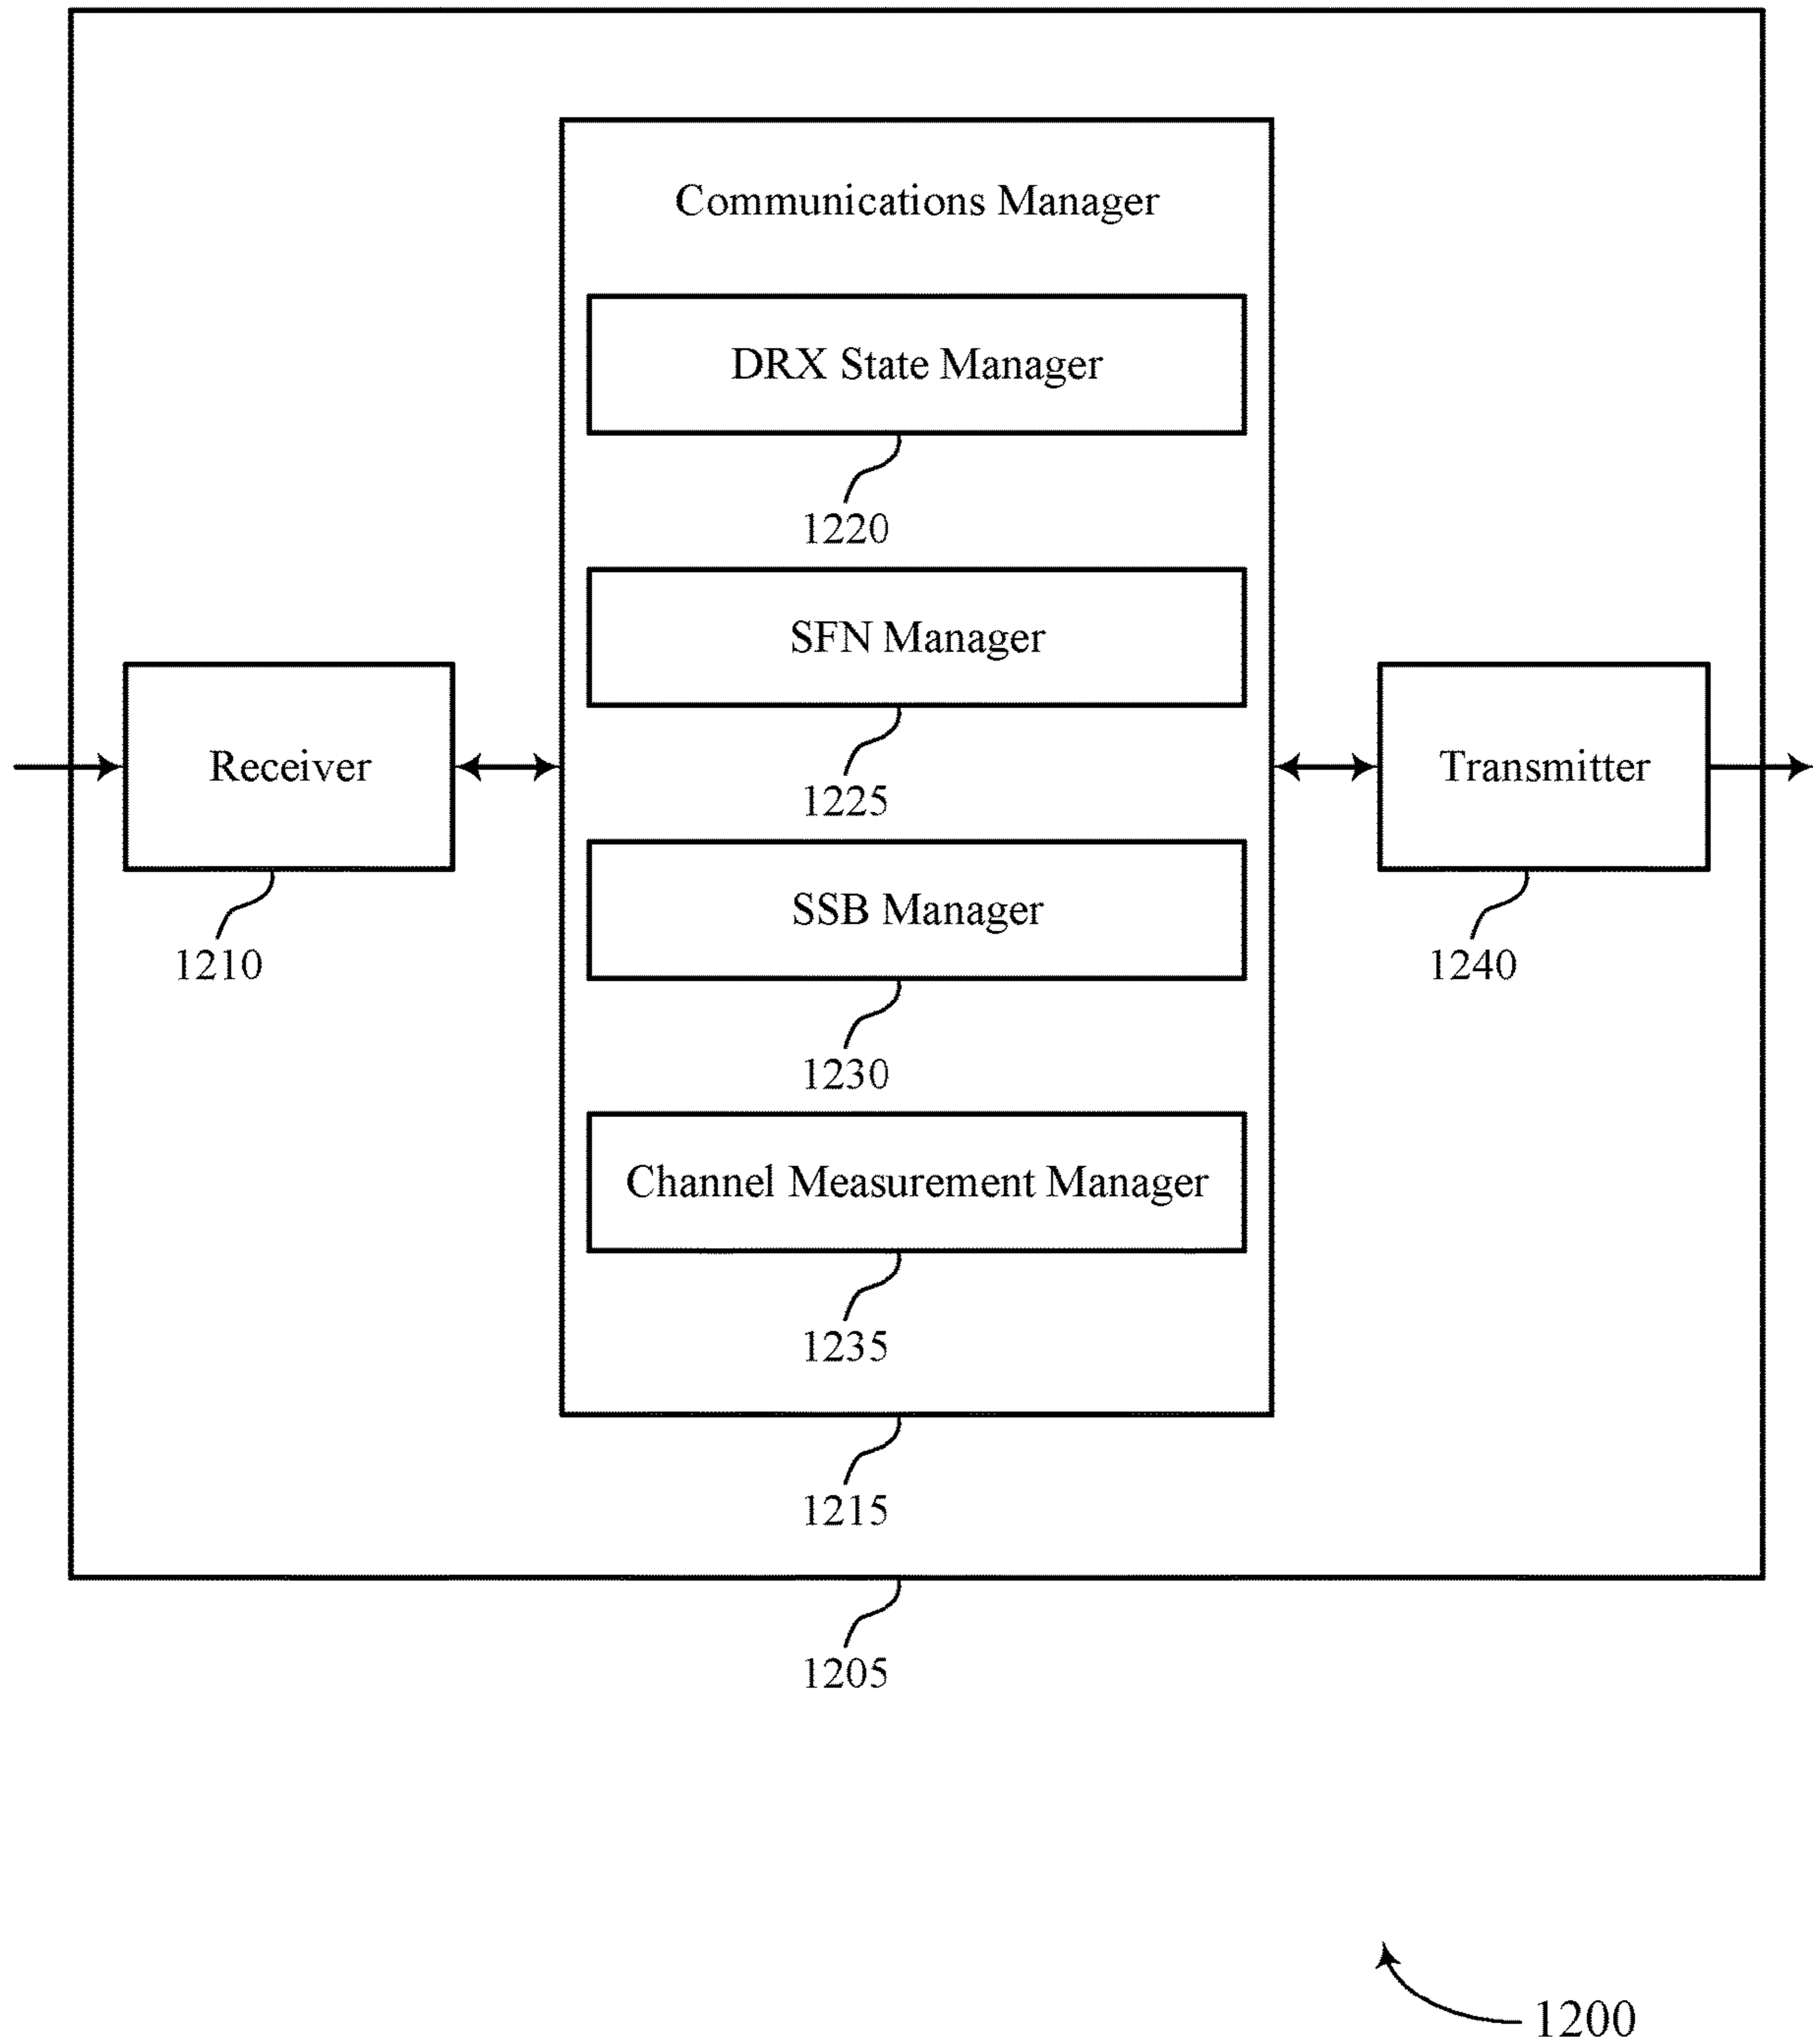 Communications Manager
DRX State Manager
1220
SFN Manager
1225
Receiver
1210
Transmitter
1240
SSB Manager
1230
Channel Measurement Manager
1235
1215
1205
1200